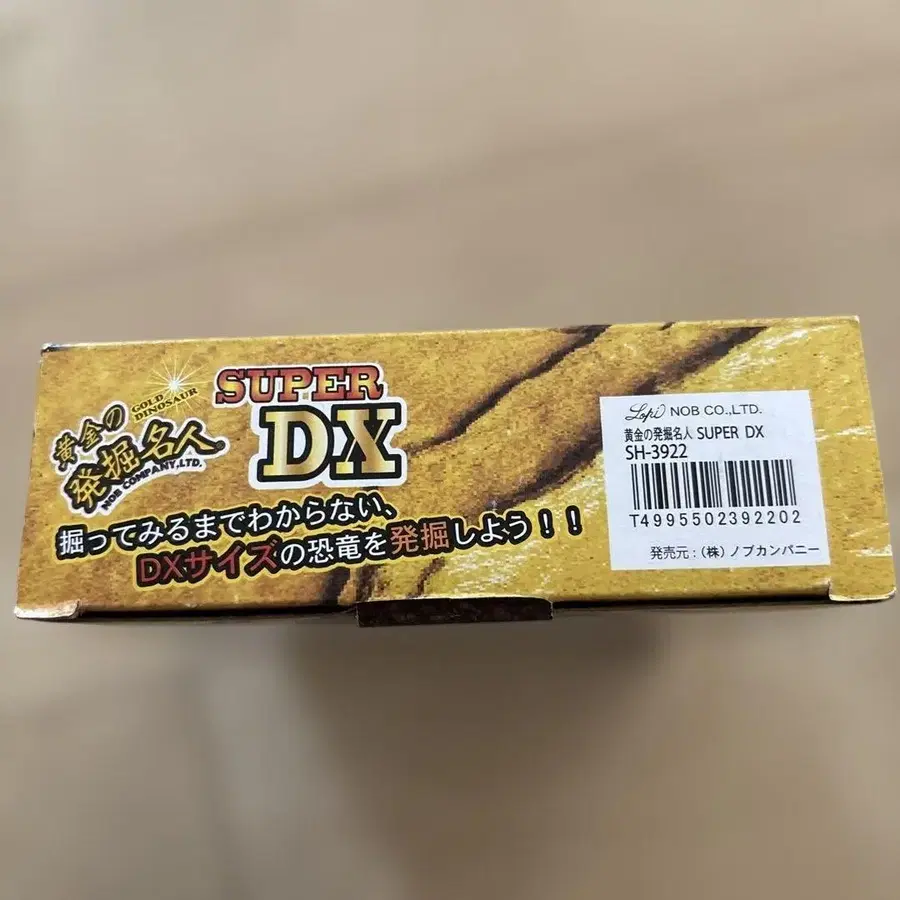 黄金の
GOLD
DINOSAUR
発掘名人
NOB COMPANY,LTD.
SUPER
DX
掘ってみるまでわからない、
DXサイズの恐竜を発掘しよう！！
Lopi NOB CO.,LTD.
黄金の発掘名人 SUPER DX
SH-3922
T4995502392202
発売元：（株）ノブカンパニー